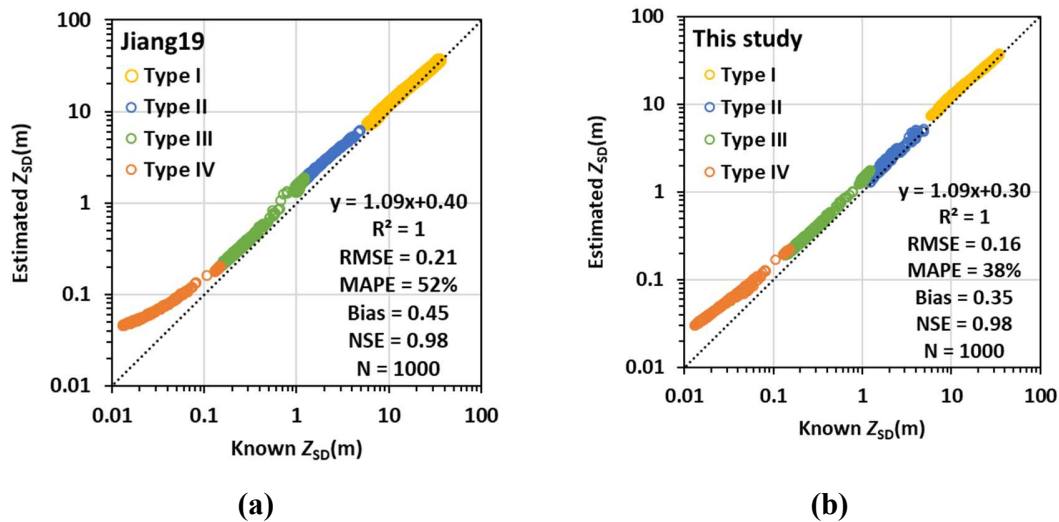 Jiang19
Type I
Type II
Type III
Type IV
y = 1.09x+0.40
R² = 1
RMSE = 0.21
MAPE = 52%
Bias = 0.45
NSE = 0.98
N = 1000
Estimated ZSD(m)
100
10
1
0.1
0.01
0.01
0.1
1
10
100
Known ZSD(m)
(a)
This study
Type I
Type II
Type III
Type IV
y = 1.09x+0.30
R² = 1
RMSE = 0.16
MAPE = 38%
Bias = 0.35
NSE = 0.98
N = 1000
Estimated ZSD(m)
100
10
1
0.1
0.01
0.01
0.1
1
10
100
Known ZSD(m)
(b)